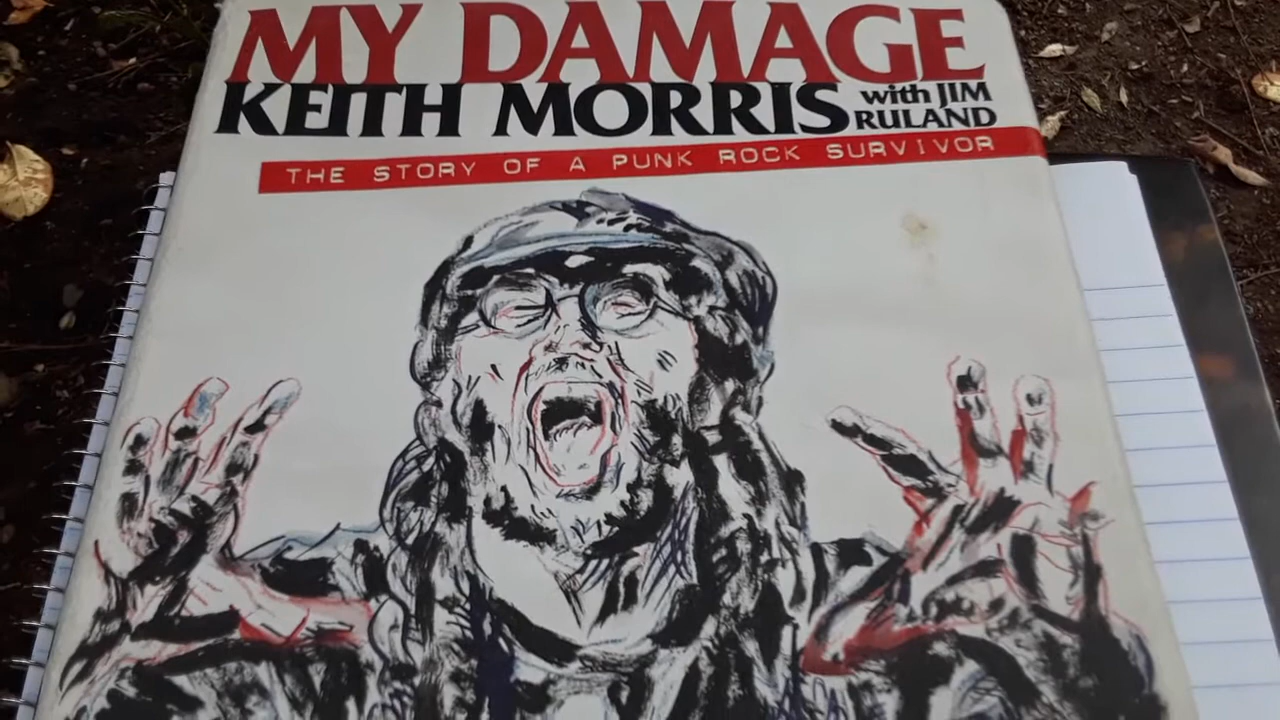 MY DAMAGE
KEITH MORRIS with JIM RULAND
THE STORY OF A PUNK ROCK SURVIVOR